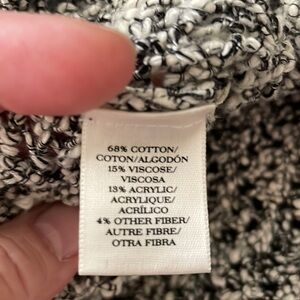 68% COTTON/
COTON/ALGODÓN
15% VISCOSE/
VISCOSA
13% ACRYLIC/
ACRYLIQUE/
ACRÍLICO
4% OTHER FIBER/
AUTRE FIBRE/
OTRA FIBRA